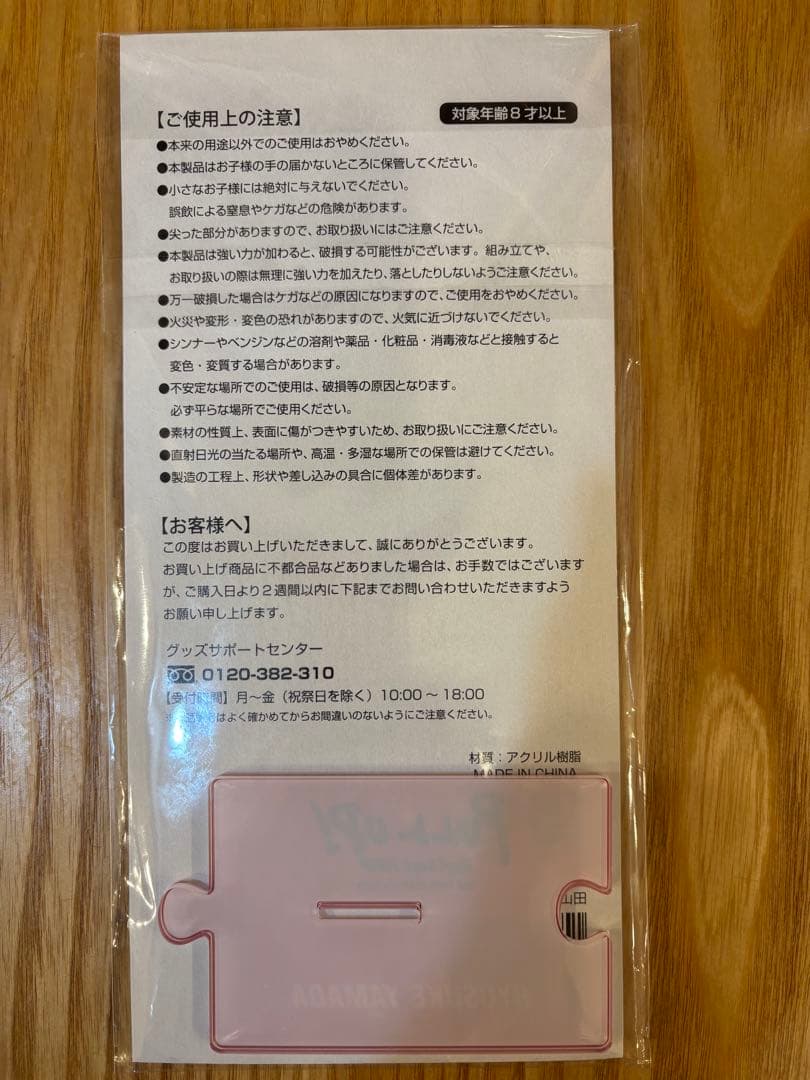 【ご使用上の注意】
対象年齢8才以上
●本来の用途以外でのご使用はおやめください。
●本製品はお子様の手の届かないところに保管してください。
●小さなお子様には絶対に与えないでください。
誤飲による窒息やケガなどの危険があります。
●尖った部分がありますので、お取り扱いにはご注意ください。
●本製品は強い力が加わると、破損する可能性がございます。組み立てや、
お取り扱いの際は無理に強い力を加えたり、落としたりしないようご注意ください。
●万一破損した場合はケガなどの原因になりますので、ご使用をおやめください。
●火災や変形・変色の恐れがありますので、火気に近づけないでください。
●シンナーやベンジンなどの溶剤や薬品・化粧品・消毒液などと接触すると
変色・変質する場合があります。
●不安定な場所でのご使用は、破損等の原因となります。
必ず平らな場所でご使用ください。
●素材の性質上、表面に傷がつきやすいため、お取り扱いにご注意ください。
●直射日光の当たる場所や、高温・多湿な場所での保管は避けてください。
●製造の工程上、形状や差し込みの具合に個体差があります。
【お客様へ】
この度はお買い上げいただきまして、誠にありがとうございます。
お買い上げ商品に不都合品などありました場合は、お手数ではございます
が、ご購入日より2週間以内に下記までお問い合わせいただきますよう
お願い申し上げます。
グッズサポートセンター
0120-382-310
【受付時間】月〜金（祝祭日を除く）10:00〜18:00
はよく確かめてからお間違いのないようにご注意ください。
材質：アクリル樹脂
MADE IN CHINA
山田
YAMADA